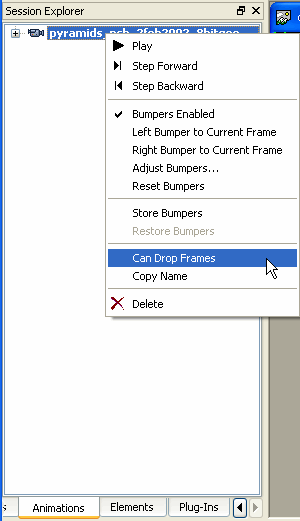 Session Explorer
Play
Step Forward
Step Backward
Bumpers Enabled
Left Bumper to Current Frame
Right Bumper to Current Frame
Adjust Bumpers...
Reset Bumpers
Store Bumpers
Restore Bumpers
Can Drop Frames
Copy Name
Delete
s Animations Elements Plug-Ins